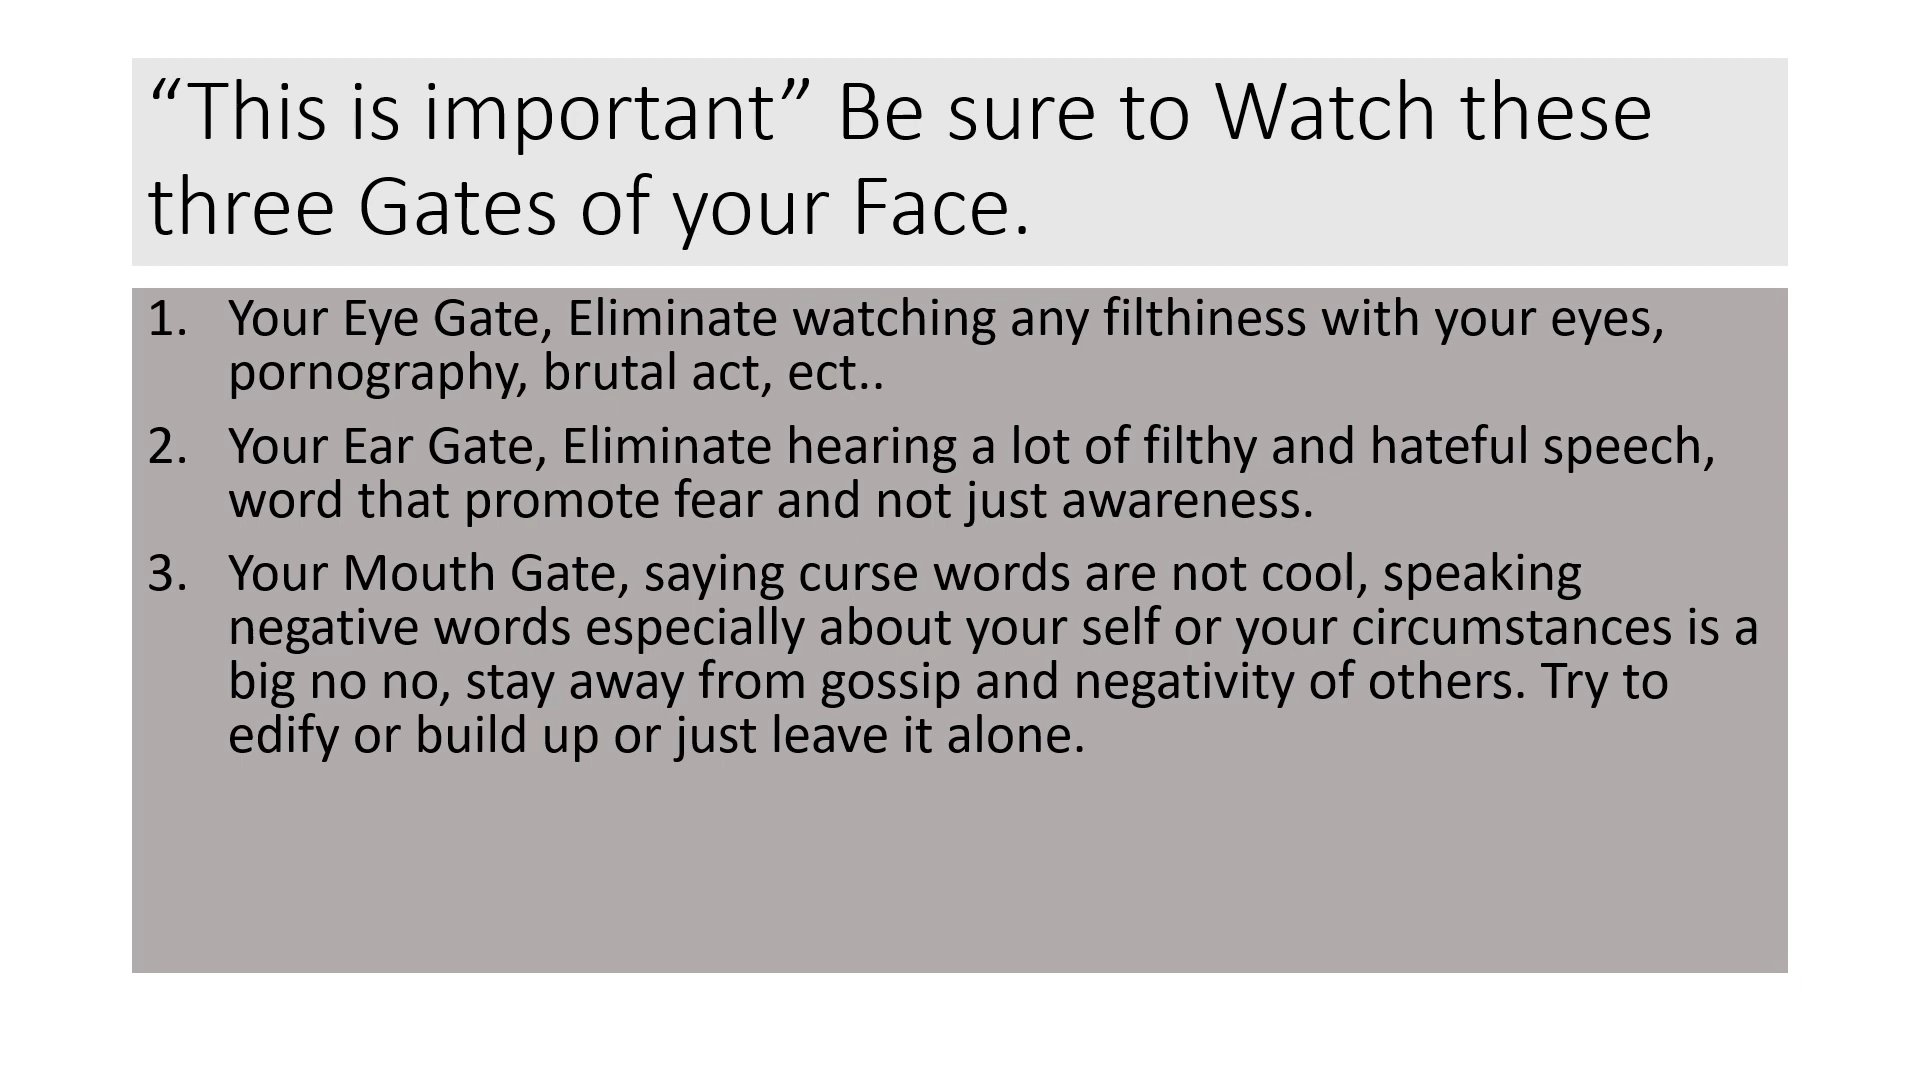 “This is important” Be sure to Watch these
three Gates of your Face.
1. Your Eye Gate, Eliminate watching any filthiness with your eyes,
pornography, brutal act, ect..
2. Your Ear Gate, Eliminate hearing a lot of filthy and hateful speech,
word that promote fear and not just awareness.
3. Your Mouth Gate, saying curse words are not cool, speaking
negative words especially about your self or your circumstances is a
big no no, stay away from gossip and negativity of others. Try to
edify or build up or just leave it alone.